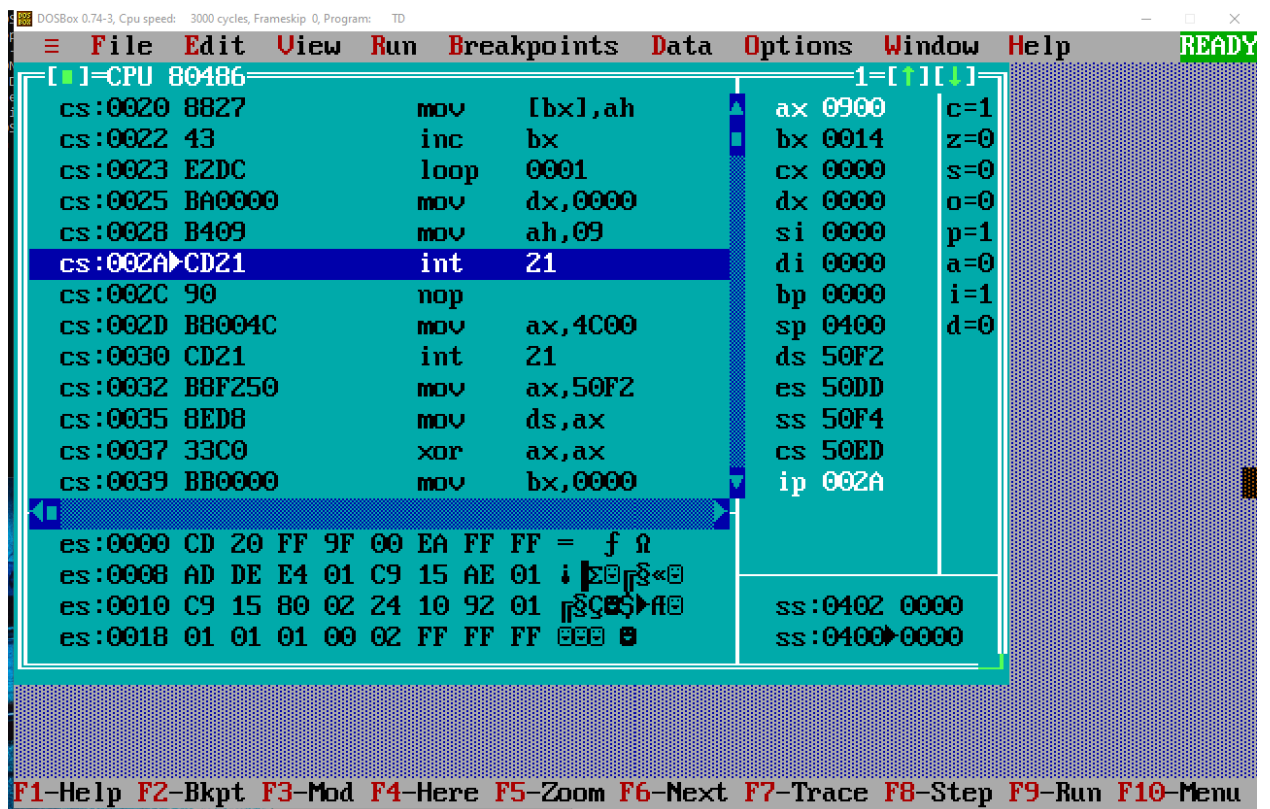 DOSBox 0.74-3, Cpu speed: 3000 cycles, Frameskip 0, Program: TD
≡ File Edit View Run Breakpoints Data Options Window Help READY
[■]=CPU 80486 1=[↑][↓]
cs:0020 8827 mov [bx],ah ax 0900 c=1
cs:0022 43 inc bx bx 0014 z=0
cs:0023 E2DC loop 0001 cx 0000 s=0
cs:0025 BA0000 mov dx,0000 dx 0000 o=0
cs:0028 B409 mov ah,09 si 0000 p=1
cs:002A►CD21 int 21 di 0000 a=0
cs:002C 90 nop bp 0000 i=1
cs:002D B8004C mov ax,4C00 sp 0400 d=0
cs:0030 CD21 int 21 ds 50F2
cs:0032 B8F250 mov ax,50F2 es 50DD
cs:0035 8ED8 mov ds,ax ss 50F4
cs:0037 33C0 xor ax,ax cs 50ED
cs:0039 BB0000 mov bx,0000 ip 002A
es:0000 CD 20 FF 9F 00 EA FF FF = ƒ Ω
es:0008 AD DE E4 01 C9 15 AE 01 ¡▐Σ☺╔§«☺
es:0010 C9 15 80 02 24 10 92 01 ╔§Ç☻$►Æ☺ ss:0402 0000
es:0018 01 01 01 00 02 FF FF FF ☺☺☺ ☻ ss:0400►0000
F1-Help F2-Bkpt F3-Mod F4-Here F5-Zoom F6-Next F7-Trace F8-Step F9-Run F10-Menu